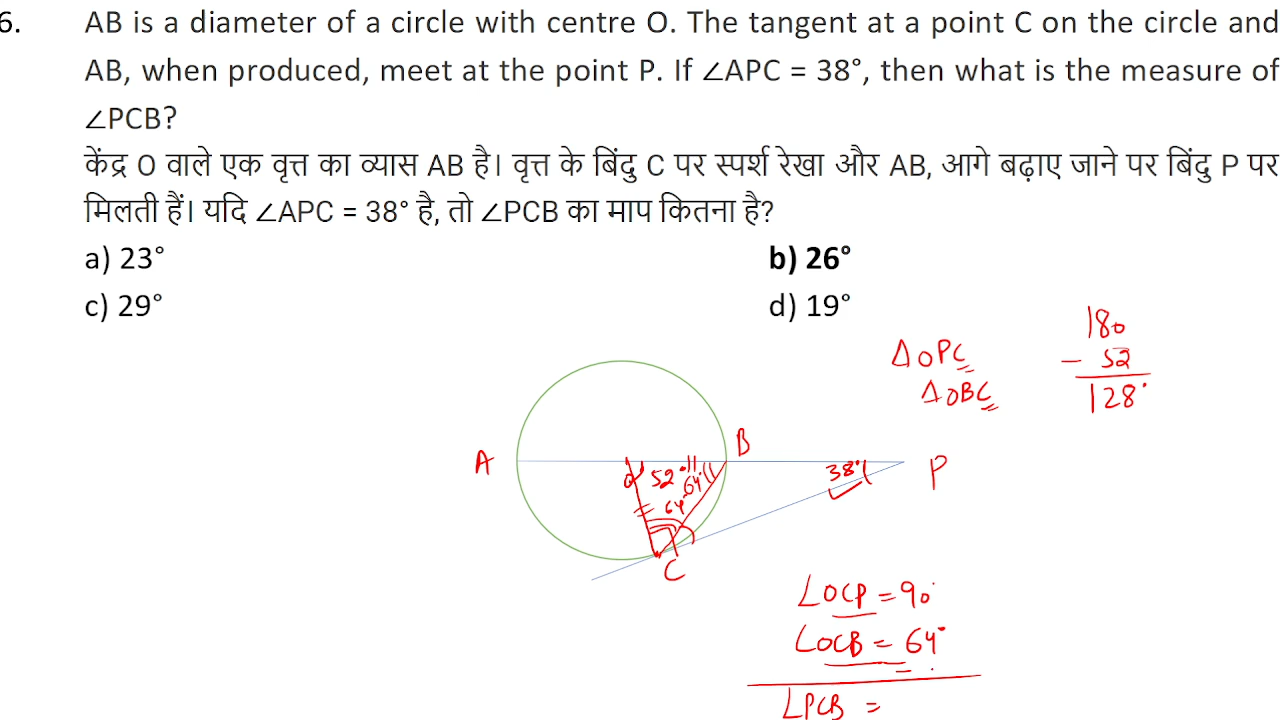 6. AB is a diameter of a circle with centre O. The tangent at a point C on the circle and
AB, when produced, meet at the point P. If ∠APC = 38°, then what is the measure of
∠PCB?
केंद्र O वाले एक वृत्त का व्यास AB है। वृत्त के बिंदु C पर स्पर्श रेखा और AB, आगे बढ़ाए जाने पर बिंदु P पर
मिलती हैं। यदि ∠APC = 38° है, तो ∠PCB का माप कितना है?
a) 23° b) 26°
c) 29° d) 19°
△OPC
△OBC
180
- 52
128°
A
B
O 52° 64°
38°
P
64°
C
∠OCP = 90°
∠OCB = 64°
∠PCB =